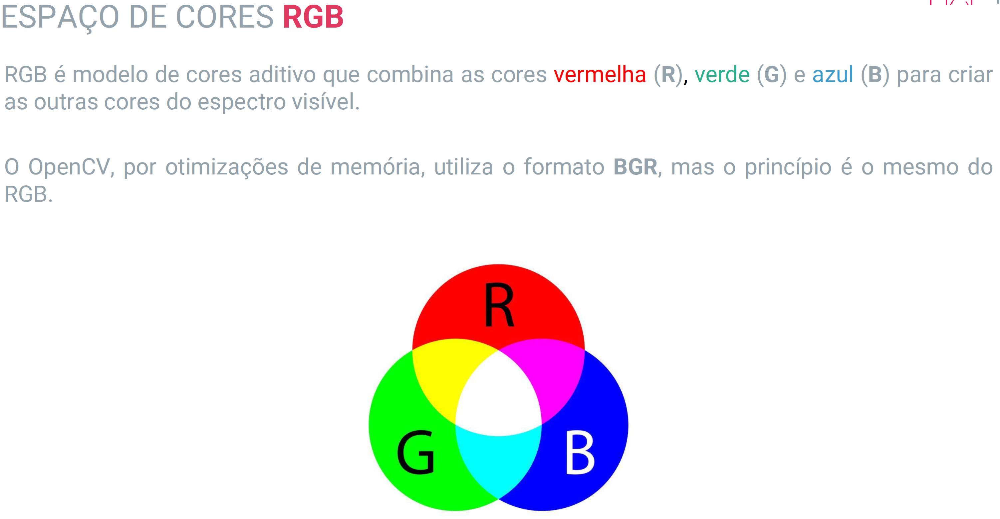 ESPAÇO DE CORES RGB
RGB é modelo de cores aditivo que combina as cores vermelha (R), verde (G) e azul (B) para criar
as outras cores do espectro visível.
O OpenCV, por otimizações de memória, utiliza o formato BGR, mas o princípio é o mesmo do
RGB.
R
G
B